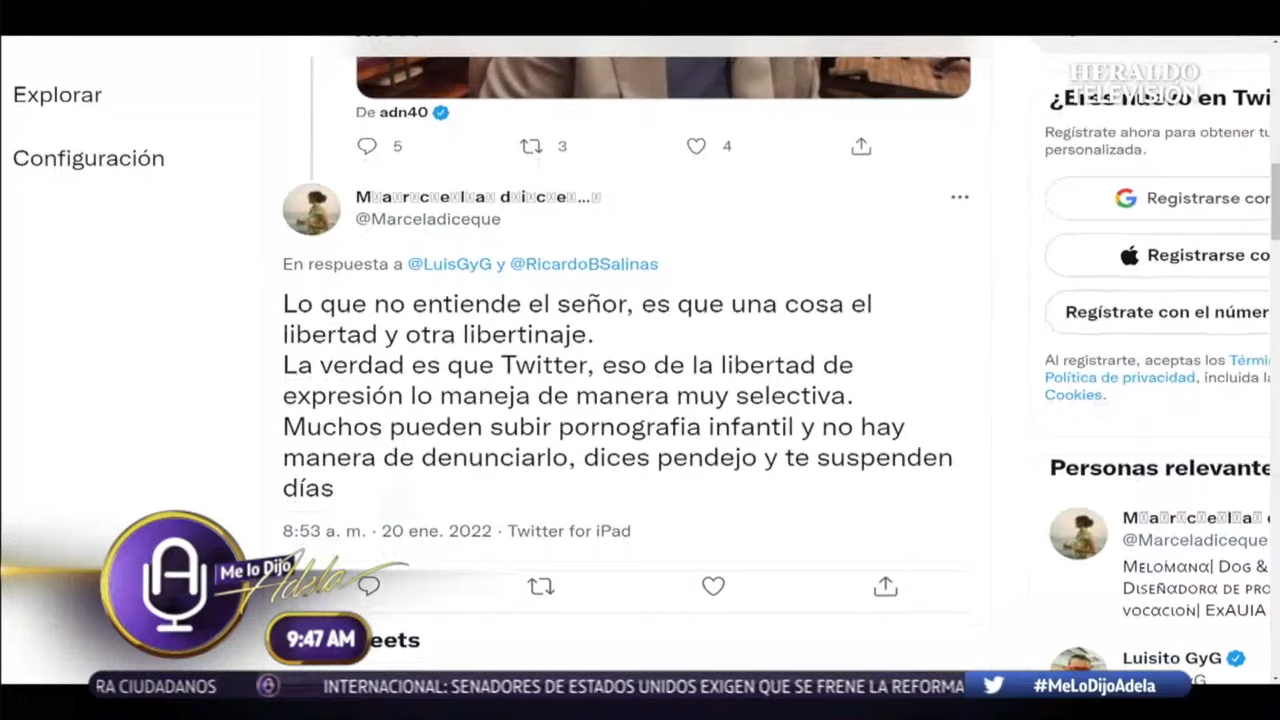 Explorar
Configuración
De adn40
5
3
4
@Marceladiceque
En respuesta a @LuisGyG y @RicardoBSalinas
Lo que no entiende el señor, es que una cosa el
libertad y otra libertinaje.
La verdad es que Twitter, eso de la libertad de
expresión lo maneja de manera muy selectiva.
Muchos pueden subir pornografia infantil y no hay
manera de denunciarlo, dices pendejo y te suspenden
días
8:53 a. m. · 20 ene. 2022 · Twitter for iPad
eets
HERALDO
TELEVISIÓN
¿Eres nuevo en Twi
Regístrate ahora para obtener tu
personalizada.
Registrarse con
Registrarse co
Regístrate con el númer
Al registrarte, aceptas los Térmi
Política de privacidad, incluida la
Cookies.
Personas relevante
@Marceladiceque
MELOMANA| DOG &
DISEÑADORA DE PRO
VOCACION| EXAUIA
Luisito GyG
Me lo Dijo
Adela
9:47 AM
RA CIUDADANOS
INTERNACIONAL: SENADORES DE ESTADOS UNIDOS EXIGEN QUE SE FRENE LA REFORMA
#MeLoDijoAdela